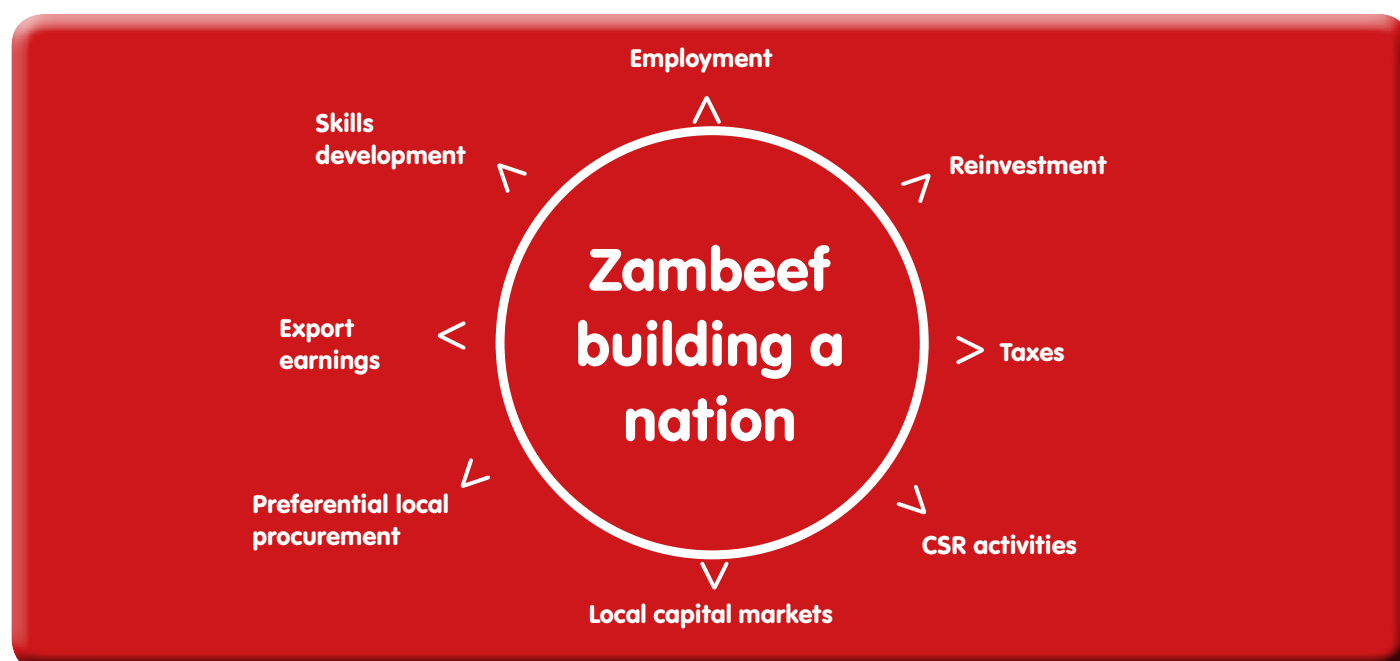 Employment
Skills
development
Reinvestment
Zambeef
building a
nation
Export
earnings
Taxes
Preferential local
procurement
CSR activities
Local capital markets